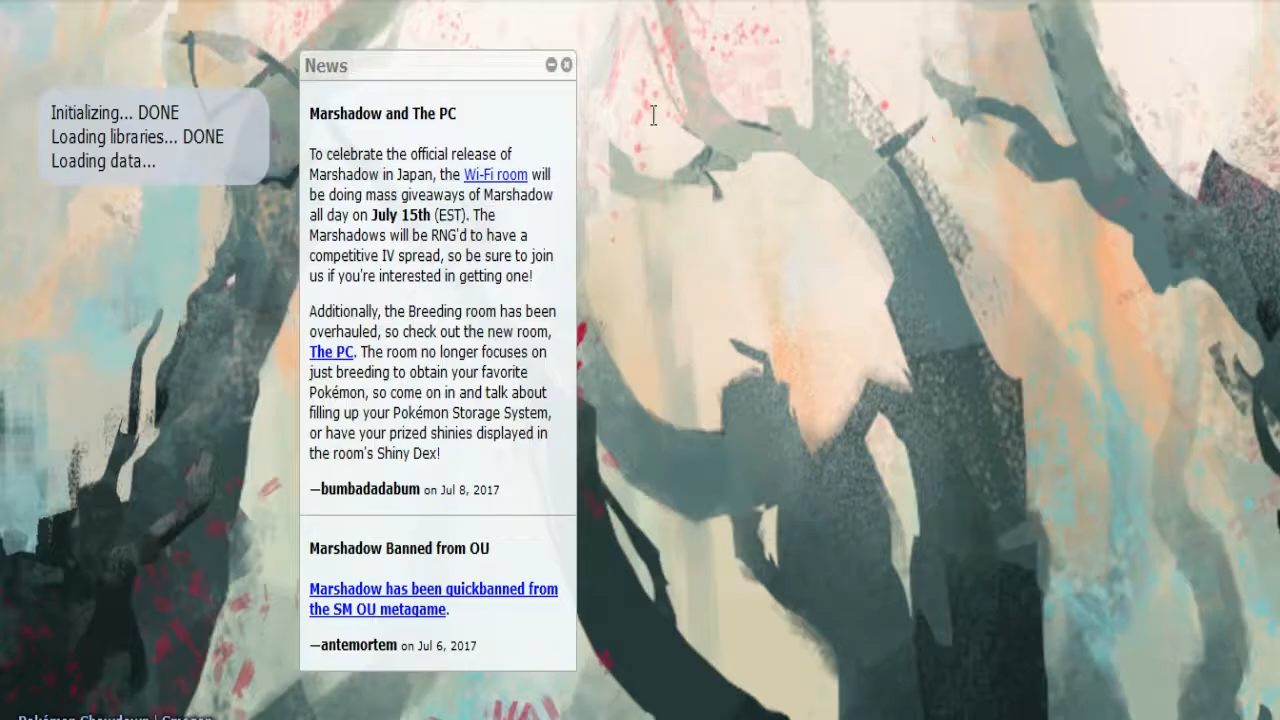 Initializing... DONE
Loading libraries... DONE
Loading data...
News
Marshadow and The PC
To celebrate the official release of
Marshadow in Japan, the Wi-Fi room will
be doing mass giveaways of Marshadow
all day on July 15th (EST). The
Marshadows will be RNG'd to have a
competitive IV spread, so be sure to join
us if you're interested in getting one!
Additionally, the Breeding room has been
overhauled, so check out the new room,
The PC. The room no longer focuses on
just breeding to obtain your favorite
Pokémon, so come on in and talk about
filling up your Pokémon Storage System,
or have your prized shinies displayed in
the room's Shiny Dex!
—bumbadadabum on Jul 8, 2017
Marshadow Banned from OU
Marshadow has been quickbanned from
the SM OU metagame.
—antemortem on Jul 6, 2017